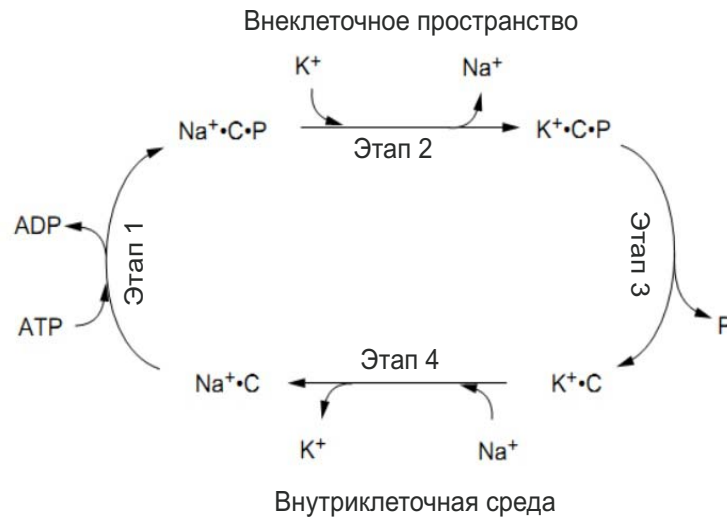 Внеклеточное пространство
K⁺ Na⁺
Na⁺•C•P K⁺•C•P
Этап 2
ADP
Этап 1
Этап 3
ATP
P
Этап 4
Na⁺•C K⁺•C
K⁺ Na⁺
Внутриклеточная среда